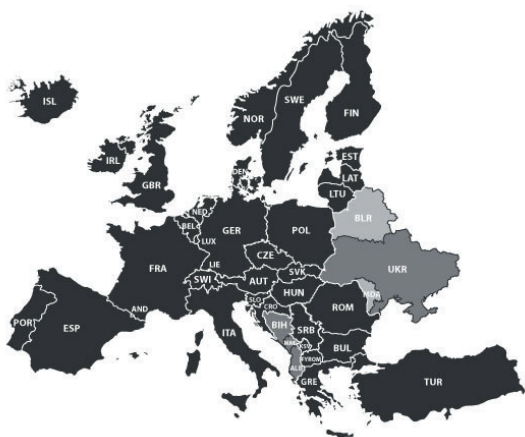 ISL
NOR
SWE
FIN
EST
LAT
LTU
DEN
IRL
GBR
NED
BEL
LUX
GER
POL
BLR
UKR
CZE
SVK
LIE
SWI
AUT
HUN
MDA
ROM
FRA
SLO
CRO
BIH
SRB
AND
POR
ESP
ITA
BUL
FYROM
ALB
GRE
TUR